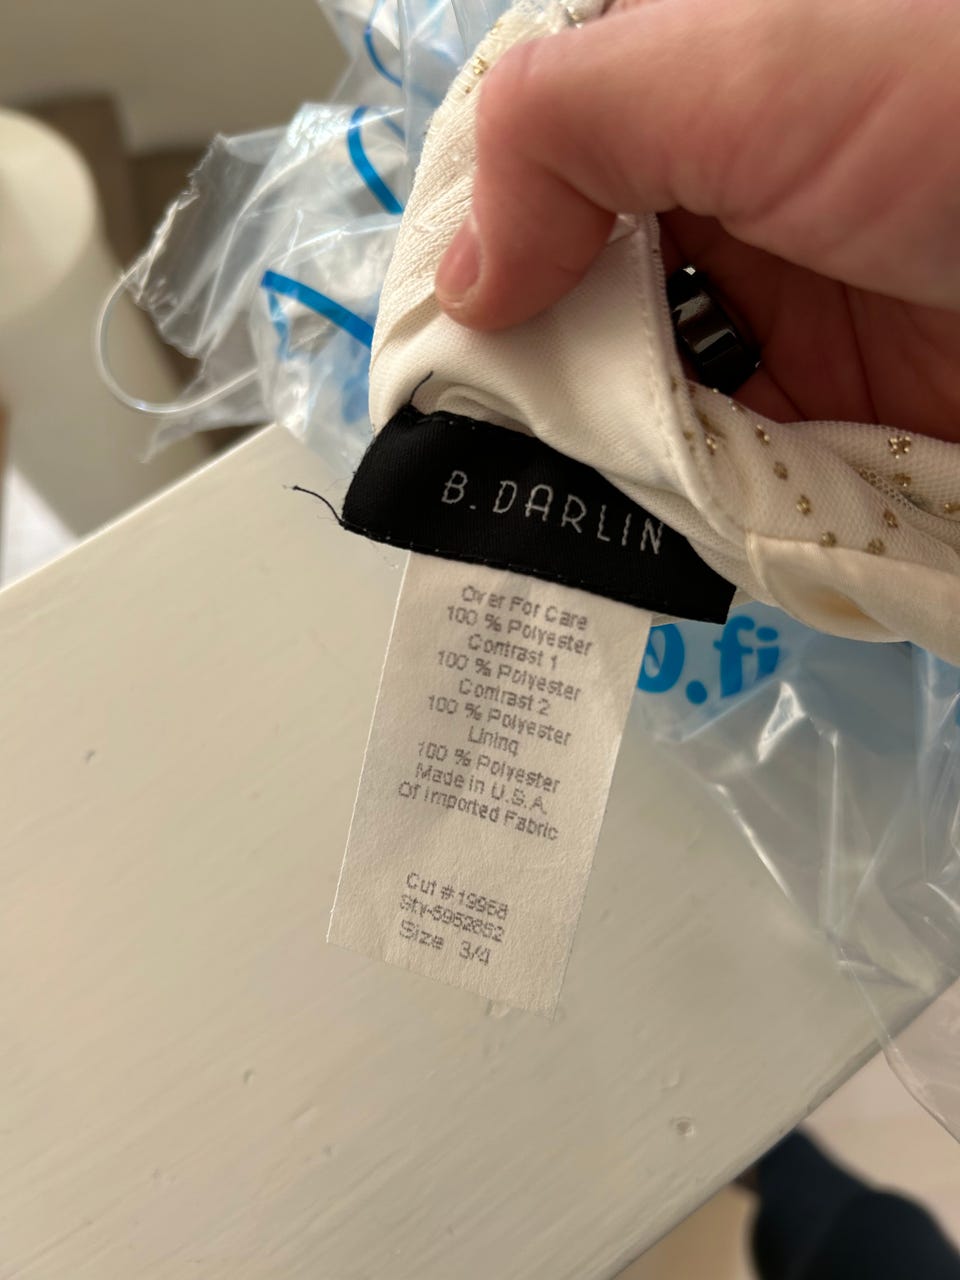 B. DARLIN
Over For Care
100 % Polyester
Contrast 1
100 % Polyester
Contrast 2
100 % Polyester
Lining
100 % Polyester
Made in U.S.A.
Of Imported Fabric
Cut # 19958
Size 3/4
.fi